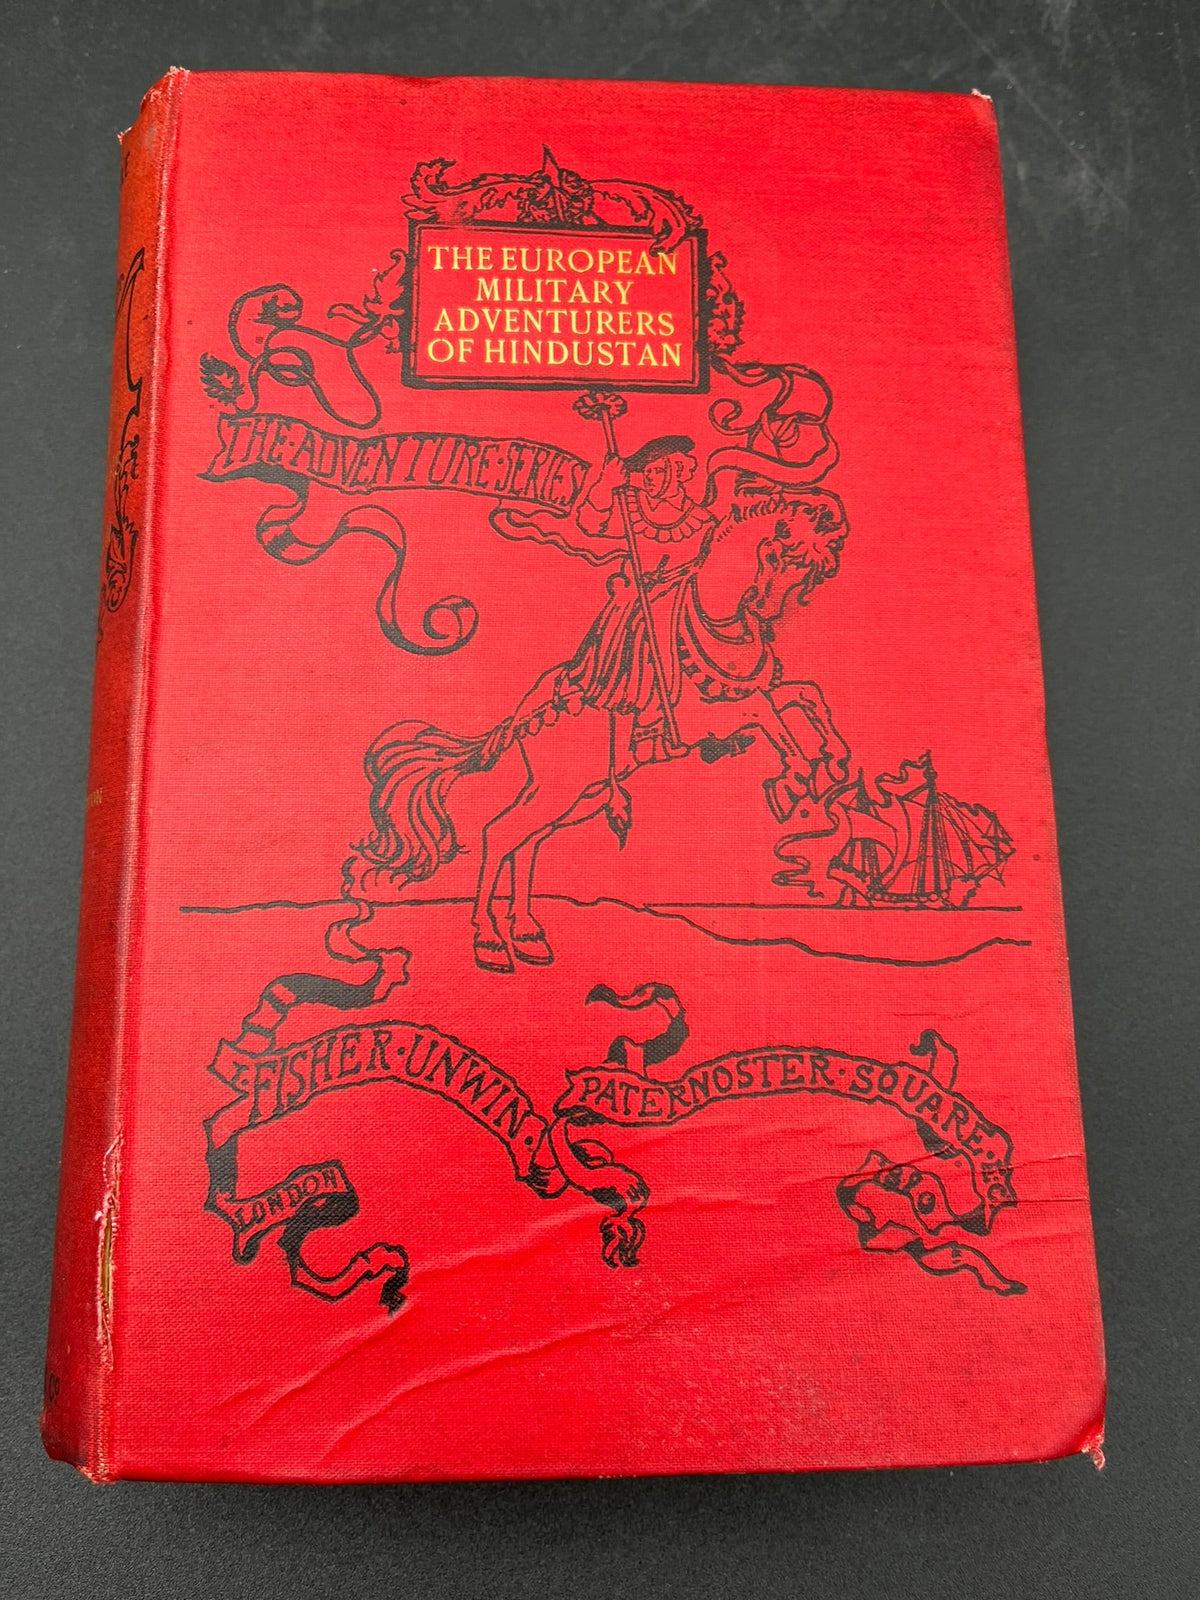 THE EUROPEAN
MILITARY
ADVENTURERS
OF HINDUSTAN
THE·ADVENTURE·SERIES
T·FISHER·UNWIN·
PATERNOSTER·SQUARE·E.C.
LONDON